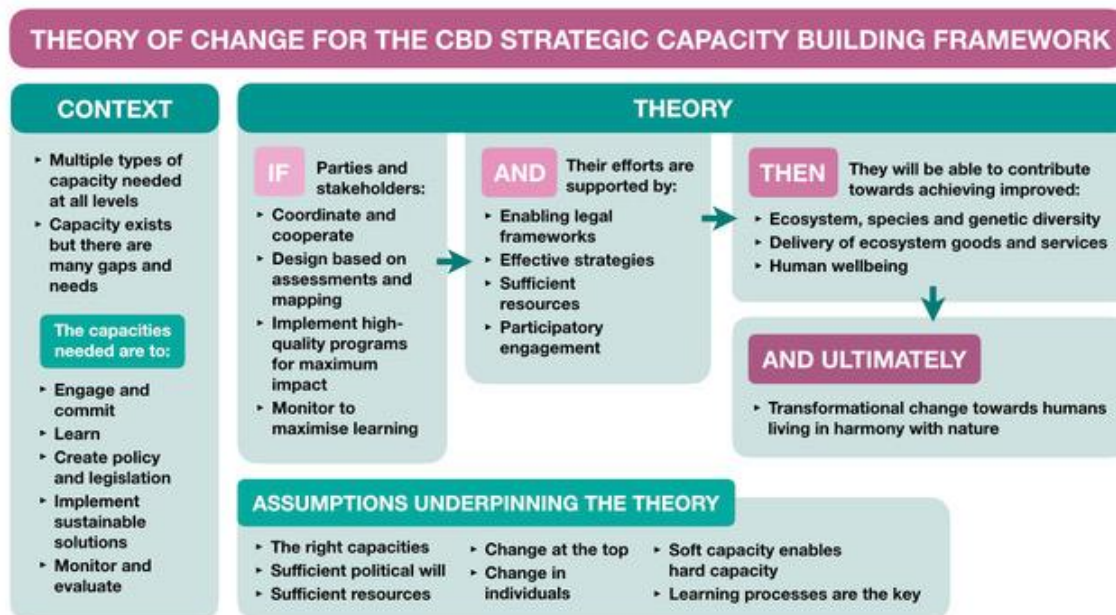 THEORY OF CHANGE FOR THE CBD STRATEGIC CAPACITY BUILDING FRAMEWORK
CONTEXT
▸ Multiple types of
capacity needed
at all levels
▸ Capacity exists
but there are
many gaps and
needs
The capacities
needed are to:
▸ Engage and
commit
▸ Learn
▸ Create policy
and legislation
▸ Implement
sustainable
solutions
▸ Monitor and
evaluate
THEORY
IF
Parties and
stakeholders:
▸ Coordinate and
cooperate
▸ Design based on
assessments and
mapping
▸ Implement high-
quality programs
for maximum
impact
▸ Monitor to
maximise learning
AND
Their efforts are
supported by:
▸ Enabling legal
frameworks
▸ Effective strategies
▸ Sufficient
resources
▸ Participatory
engagement
THEN
They will be able to contribute
towards achieving improved:
▸ Ecosystem, species and genetic diversity
▸ Delivery of ecosystem goods and services
▸ Human wellbeing
AND ULTIMATELY
▸ Transformational change towards humans
living in harmony with nature
ASSUMPTIONS UNDERPINNING THE THEORY
▸ The right capacities
▸ Sufficient political will
▸ Sufficient resources
▸ Change at the top
▸ Change in
individuals
▸ Soft capacity enables
hard capacity
▸ Learning processes are the key